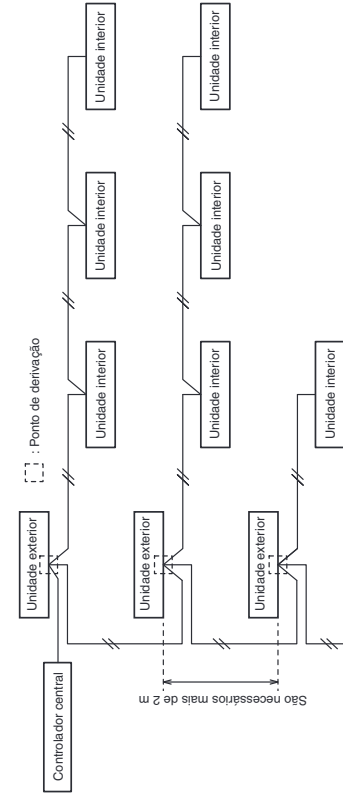 : Ponto de derivação
Controlador central
Unidade exterior
Unidade interior
Unidade interior
Unidade interior
Unidade exterior
Unidade interior
Unidade interior
Unidade interior
São necessários mais de 2 m
Unidade exterior
Unidade interior